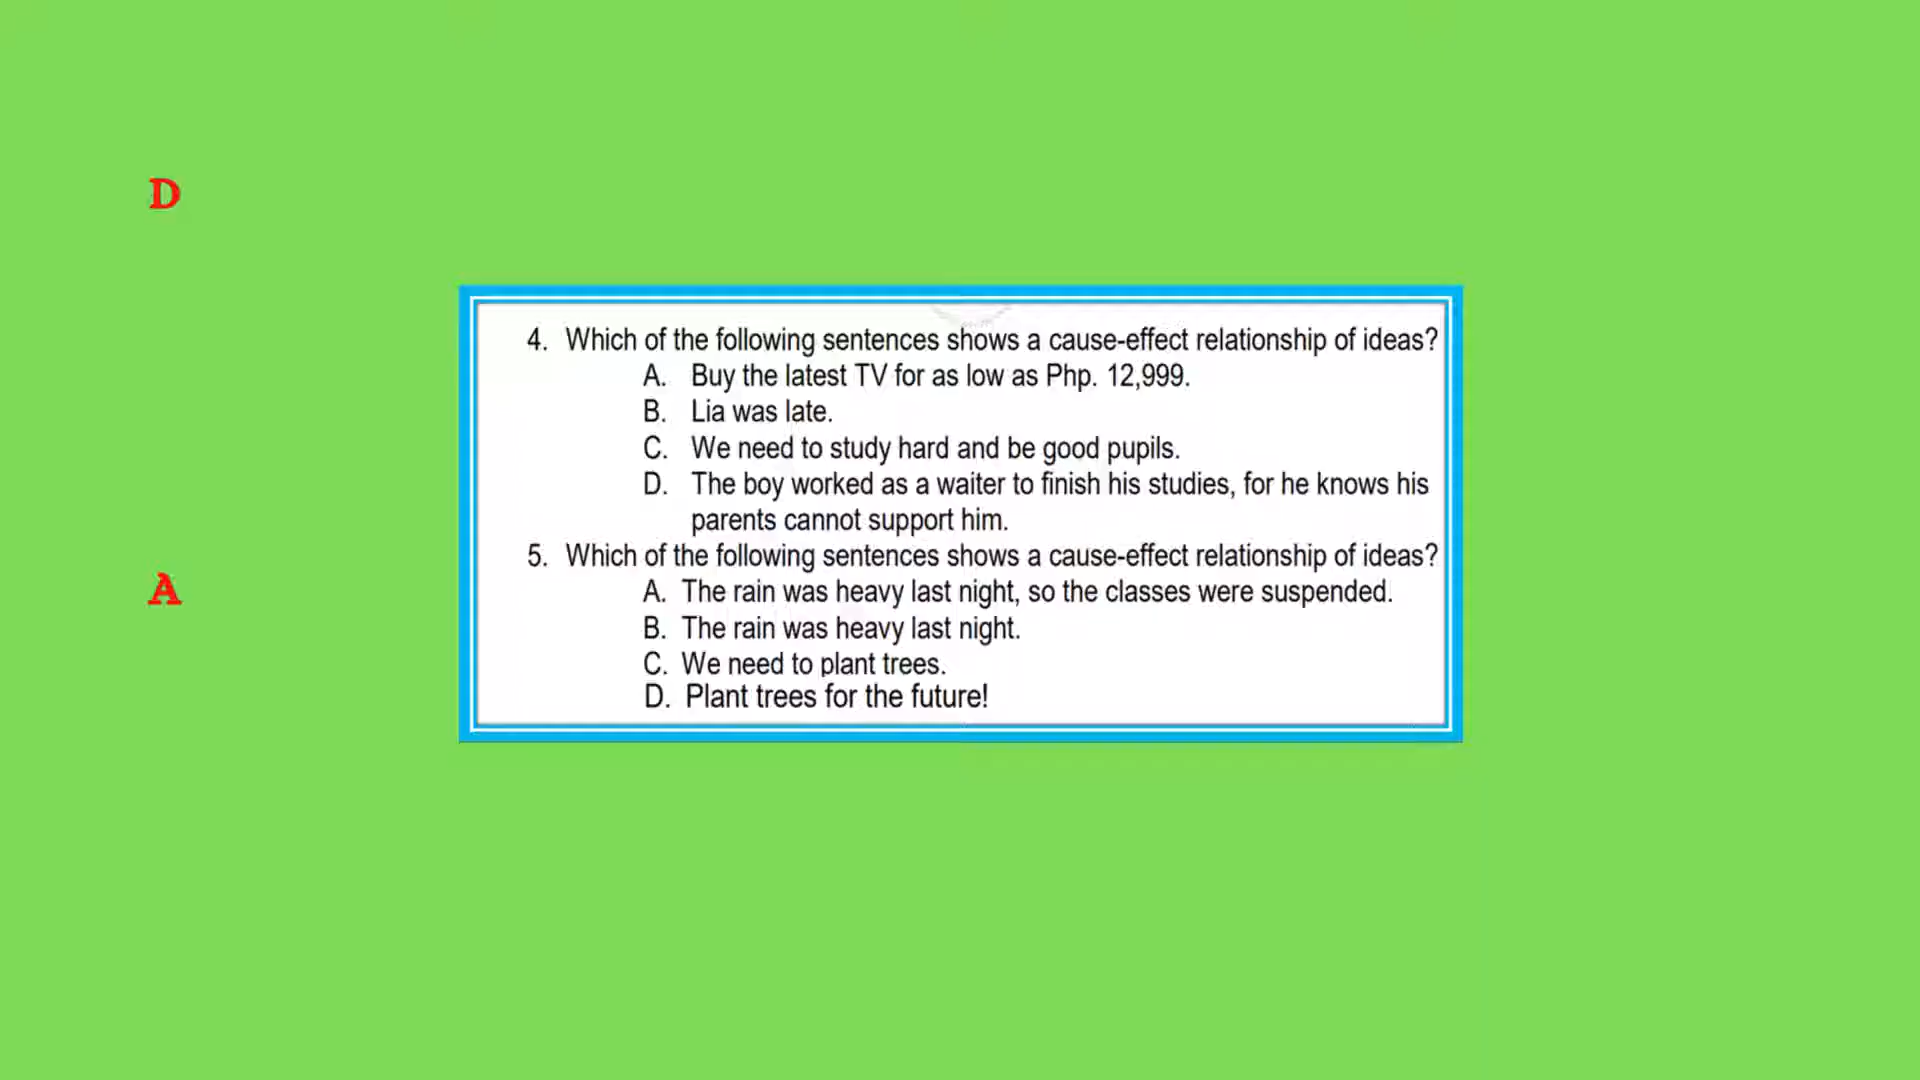 D
4. Which of the following sentences shows a cause-effect relationship of ideas?
A. Buy the latest TV for as low as Php. 12,999.
B. Lia was late.
C. We need to study hard and be good pupils.
D. The boy worked as a waiter to finish his studies, for he knows his
parents cannot support him.
A
5. Which of the following sentences shows a cause-effect relationship of ideas?
A. The rain was heavy last night, so the classes were suspended.
B. The rain was heavy last night.
C. We need to plant trees.
D. Plant trees for the future!